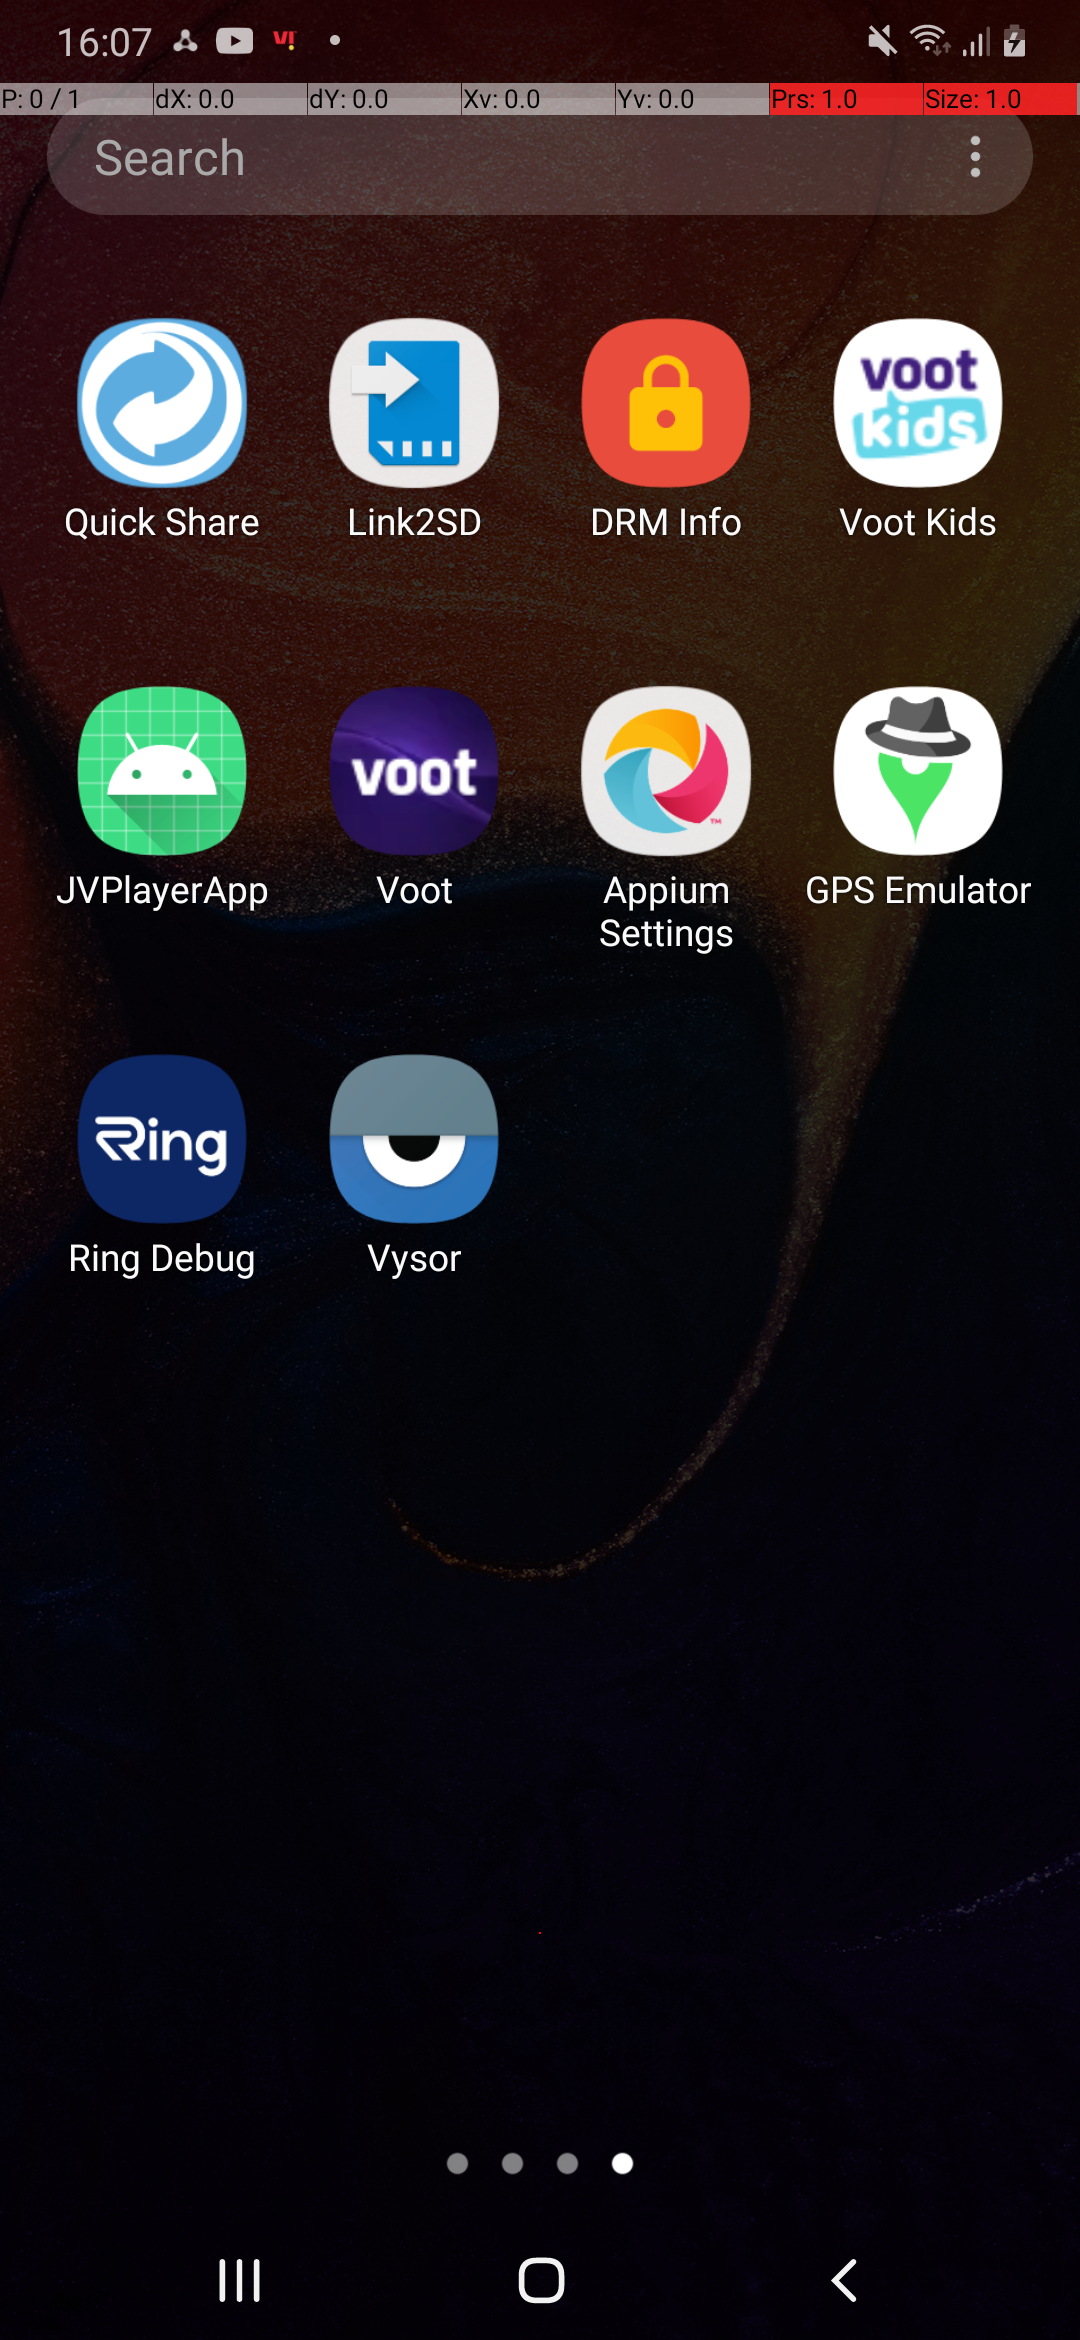 16:07
P: 0 / 1 dX: 0.0 dY: 0.0 Xv: 0.0 Yv: 0.0 Prs: 1.0 Size: 1.0
Search
voot
kids
Quick Share Link2SD DRM Info Voot Kids
voot TM
JVPlayerApp Voot Appium Settings GPS Emulator
Ring
Ring Debug Vysor